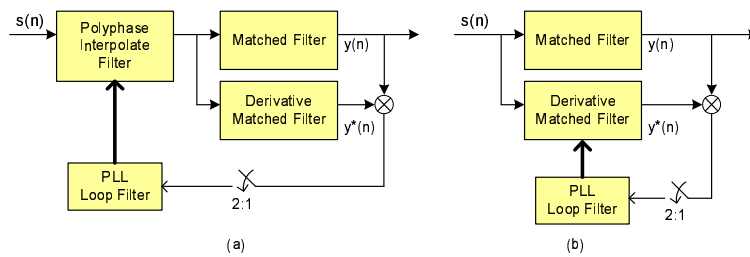 s(n)
Polyphase
Interpolate
Filter
Matched Filter
y(n)
Derivative
Matched Filter
y*(n)
PLL
Loop Filter
2:1
(a)
s(n)
Matched Filter
y(n)
Derivative
Matched Filter
y*(n)
PLL
Loop Filter
2:1
(b)